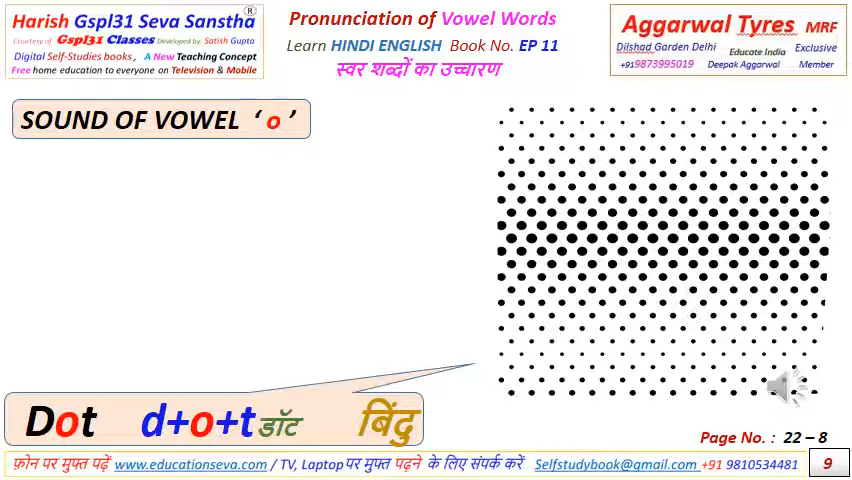 Harish Gspl31 Seva Sanstha®
Courtesy of Gspl31 Classes Developed by Satish Gupta
Digital Self-Studies books, A New Teaching Concept
Free home education to everyone on Television & Mobile
Pronunciation of Vowel Words
Learn HINDI ENGLISH Book No. EP 11
स्वर शब्दों का उच्चारण
Aggarwal Tyres MRF
Dilshad Garden Delhi Educate India Exclusive
+919873995019 Deepak Aggarwal Member
SOUND OF VOWEL ‘ o ’
Dot d+o+t डॉट बिंदु
Page No. : 22 – 8
फ़ोन पर मुफ्त पढ़ें www.educationseva.com / TV, Laptop पर मुफ्त पढ़ने के लिए संपर्क करें Selfstudybook@gmail.com +91 9810534481
9